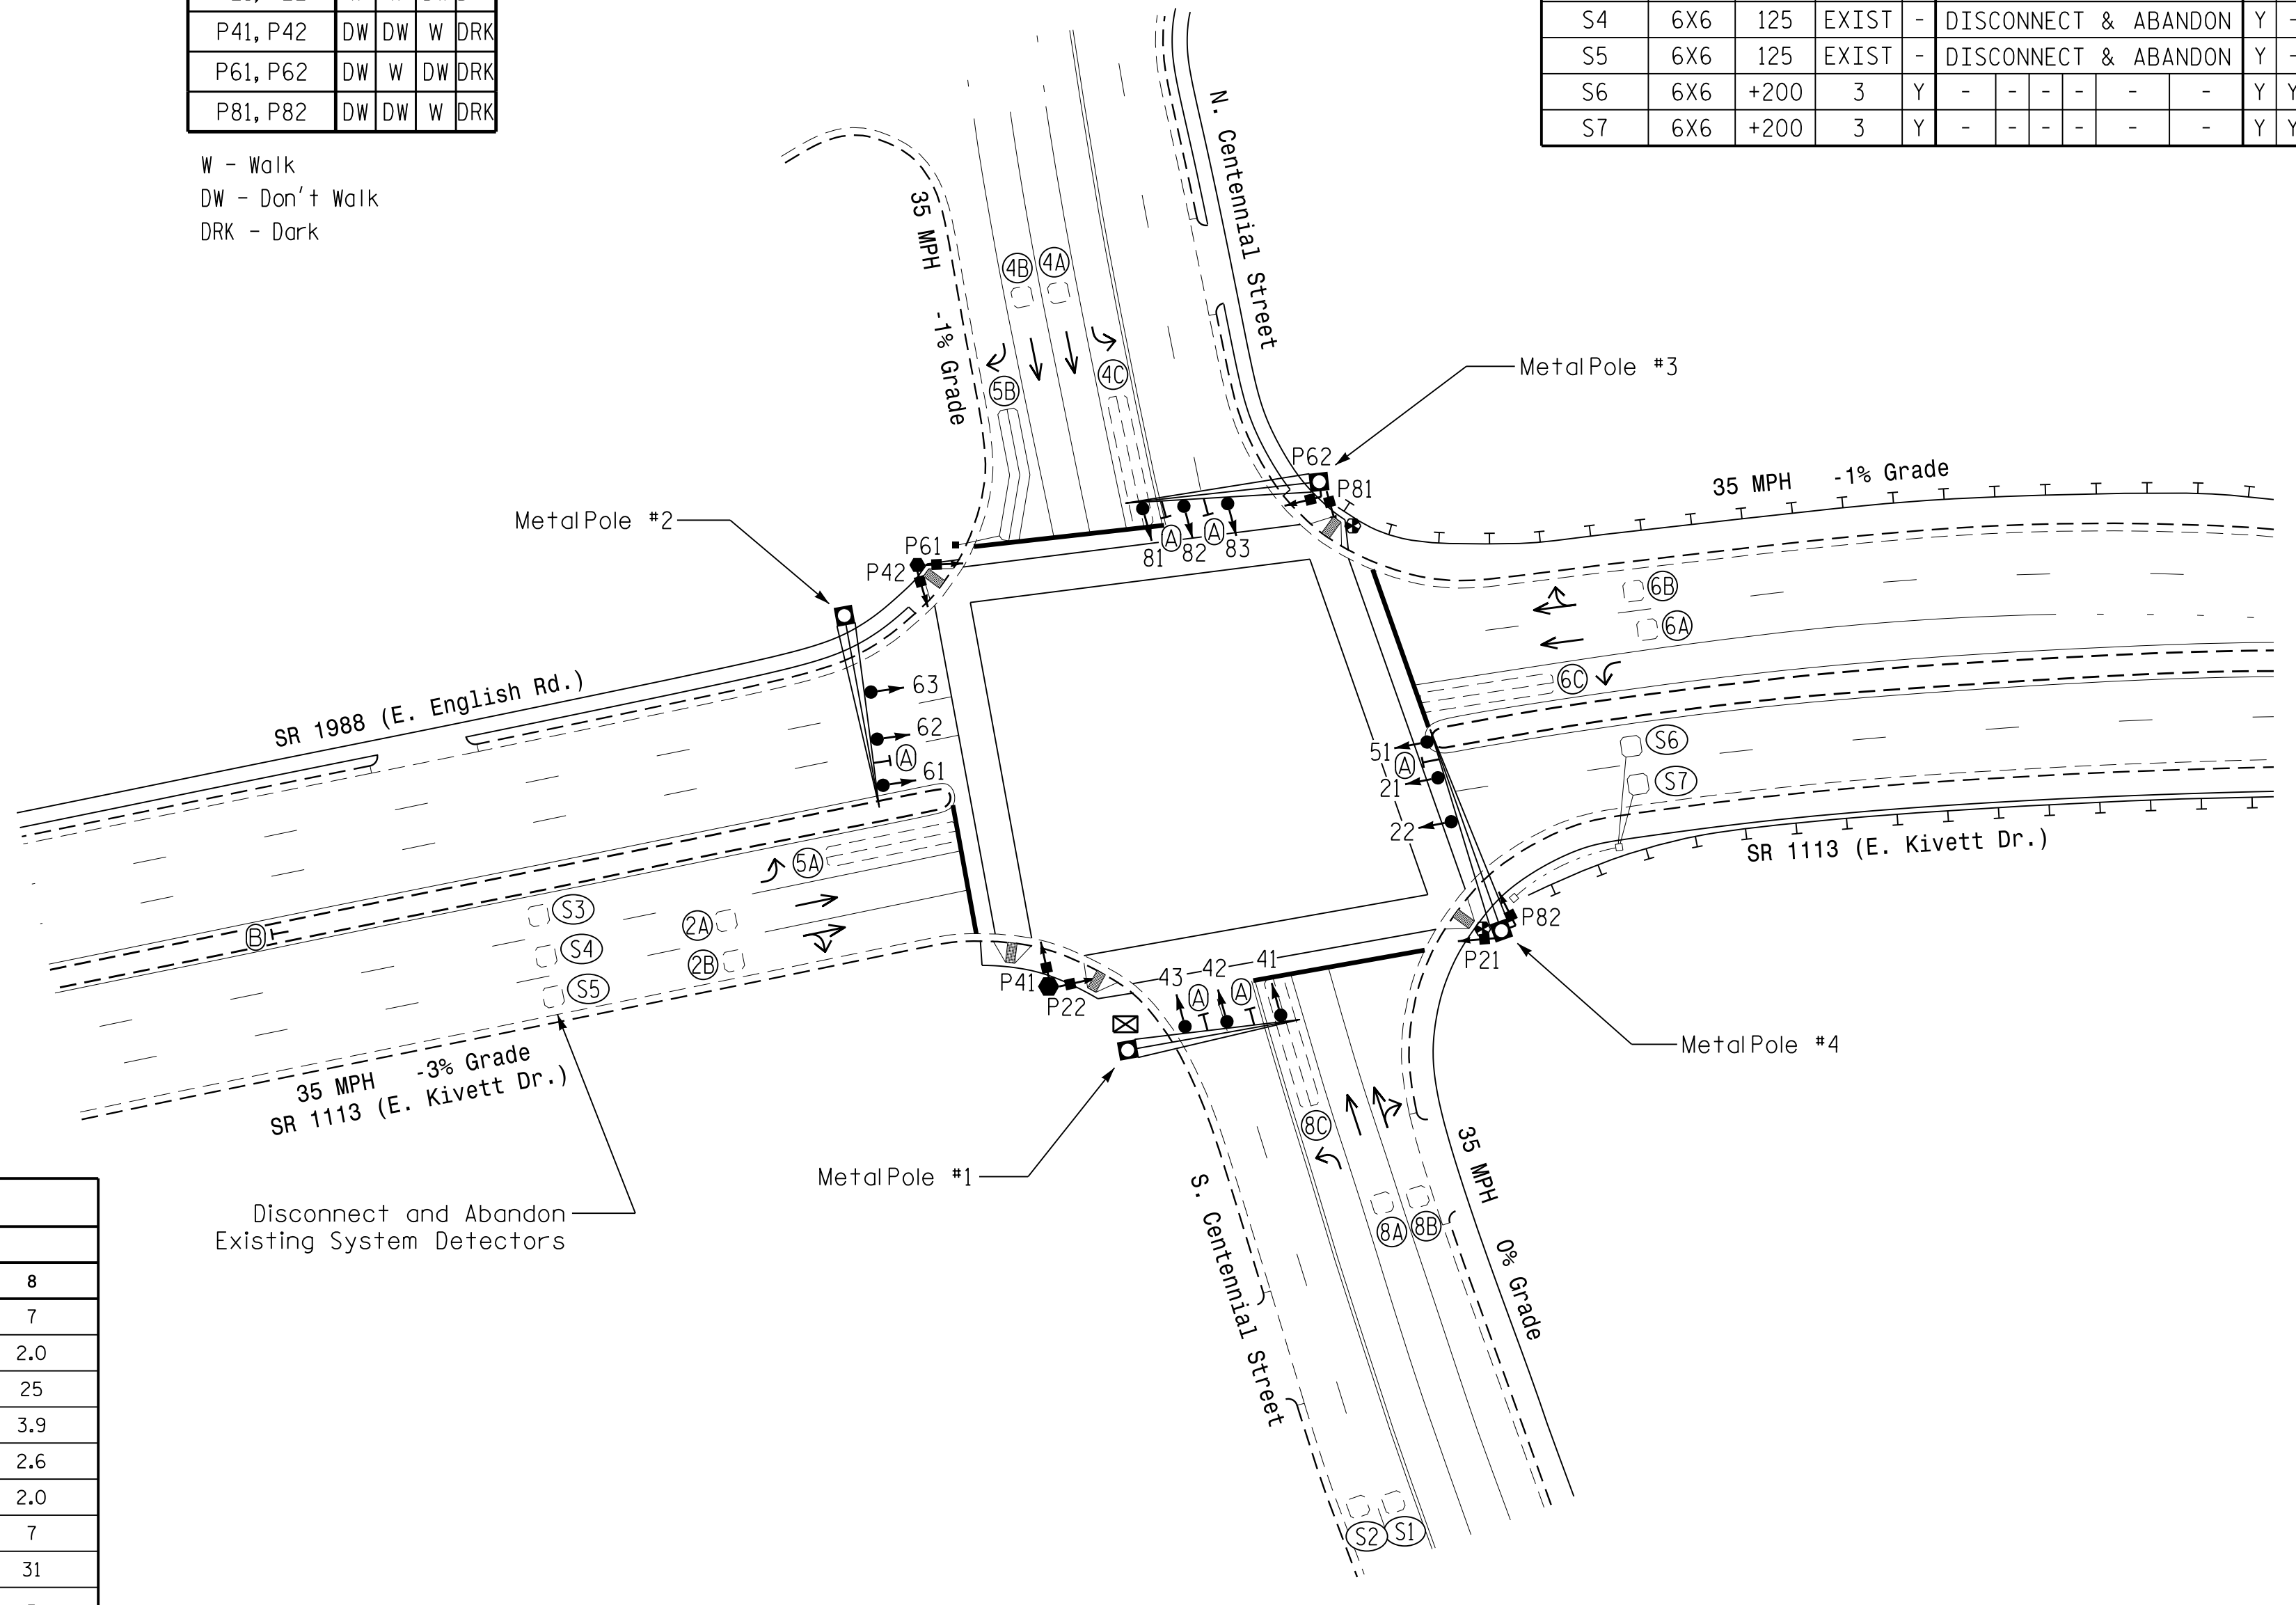 P41, P42 DW DW W DRK
P61, P62 DW W DW DRK
P81, P82 DW DW W DRK
W - Walk
DW - Don't Walk
DRK - Dark
S4 6X6 125 EXIST - DISCONNECT & ABANDON Y -
S5 6X6 125 EXIST - DISCONNECT & ABANDON Y -
S6 6X6 +200 3 Y - - - - - - Y Y
S7 6X6 +200 3 Y - - - - - - Y Y
N. Centennial Street
35 MPH -1% Grade
4B
4A
4C
5B
Metal Pole #3
P62
P81
35 MPH -1% Grade
Metal Pole #2
P61
P42
81
A
82
A
83
6B
6A
6C
SR 1988 (E. English Rd.)
63
62
A
61
51
A
21
22
S6
S7
SR 1113 (E. Kivett Dr.)
5A
B
S3
S4
S5
2A
2B
P82
P21
P41
P22
43
42
41
A
A
35 MPH -3% Grade
SR 1113 (E. Kivett Dr.)
Metal Pole #4
8C
Metal Pole #1
35 MPH 0% Grade
S. Centennial Street
8A
8B
Disconnect and Abandon
Existing System Detectors
S2
S1
8
7
2.0
25
3.9
2.6
2.0
7
31